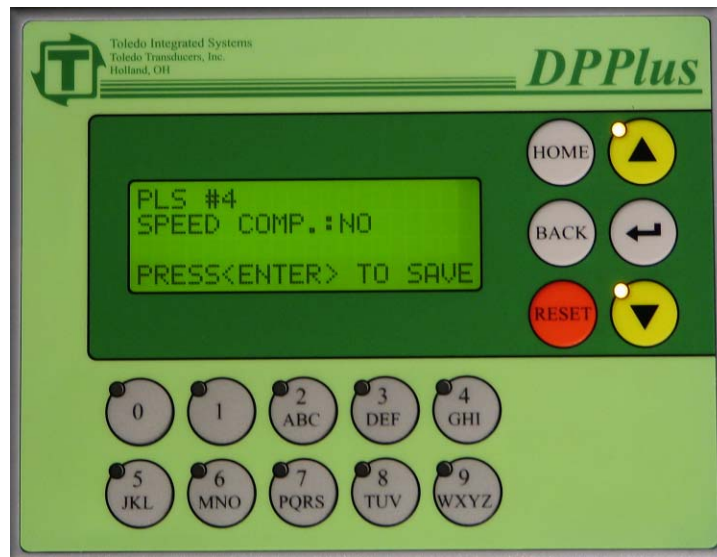 Toledo Integrated Systems
Toledo Transducers, Inc.
Holland, OH
DPPlus
T
PLS #4
SPEED COMP.:NO
PRESS<ENTER> TO SAVE
HOME
BACK
RESET
0
1
2
ABC
3
DEF
4
GHI
5
JKL
6
MNO
7
PQRS
8
TUV
9
WXYZ